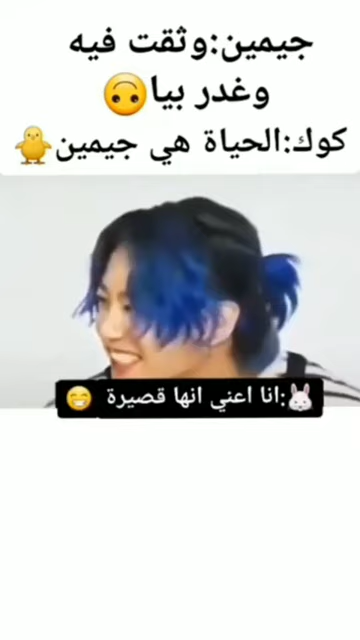 جيمين:وثقت فيه
وغدر بيا🙃
كوك:الحياة هي جيمين🐥
🐰:انا اعني انها قصيرة 😁